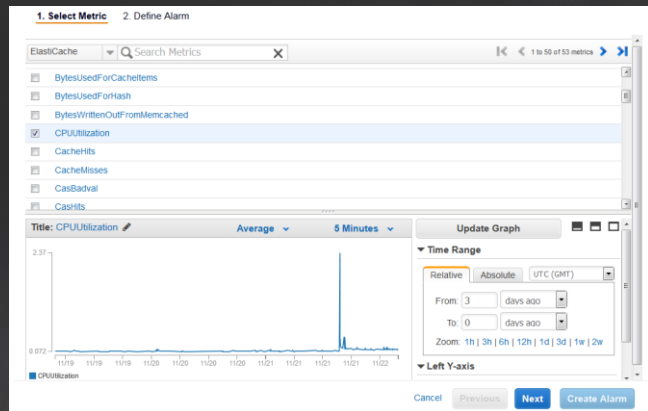 1. Select Metric 2. Define Alarm
ElastiCache Search Metrics 1 to 50 of 53 metrics
BytesUsedForCacheItems
BytesUsedForHash
BytesWrittenOutFromMemcached
CPUUtilization
CacheHits
CacheMisses
CasBadval
CasHits
Title: CPUUtilization Average 5 Minutes
2.37
0.072
11/19 11/19 11/19 11/20 11/20 11/20 11/21 11/21 11/21 11/21 11/22
CPUUtilization
Update Graph
Time Range
Relative Absolute UTC (GMT)
From: 3 days ago
To: 0 days ago
Zoom: 1h | 3h | 6h | 12h | 1d | 3d | 1w | 2w
Left Y-axis
Cancel Previous Next Create Alarm